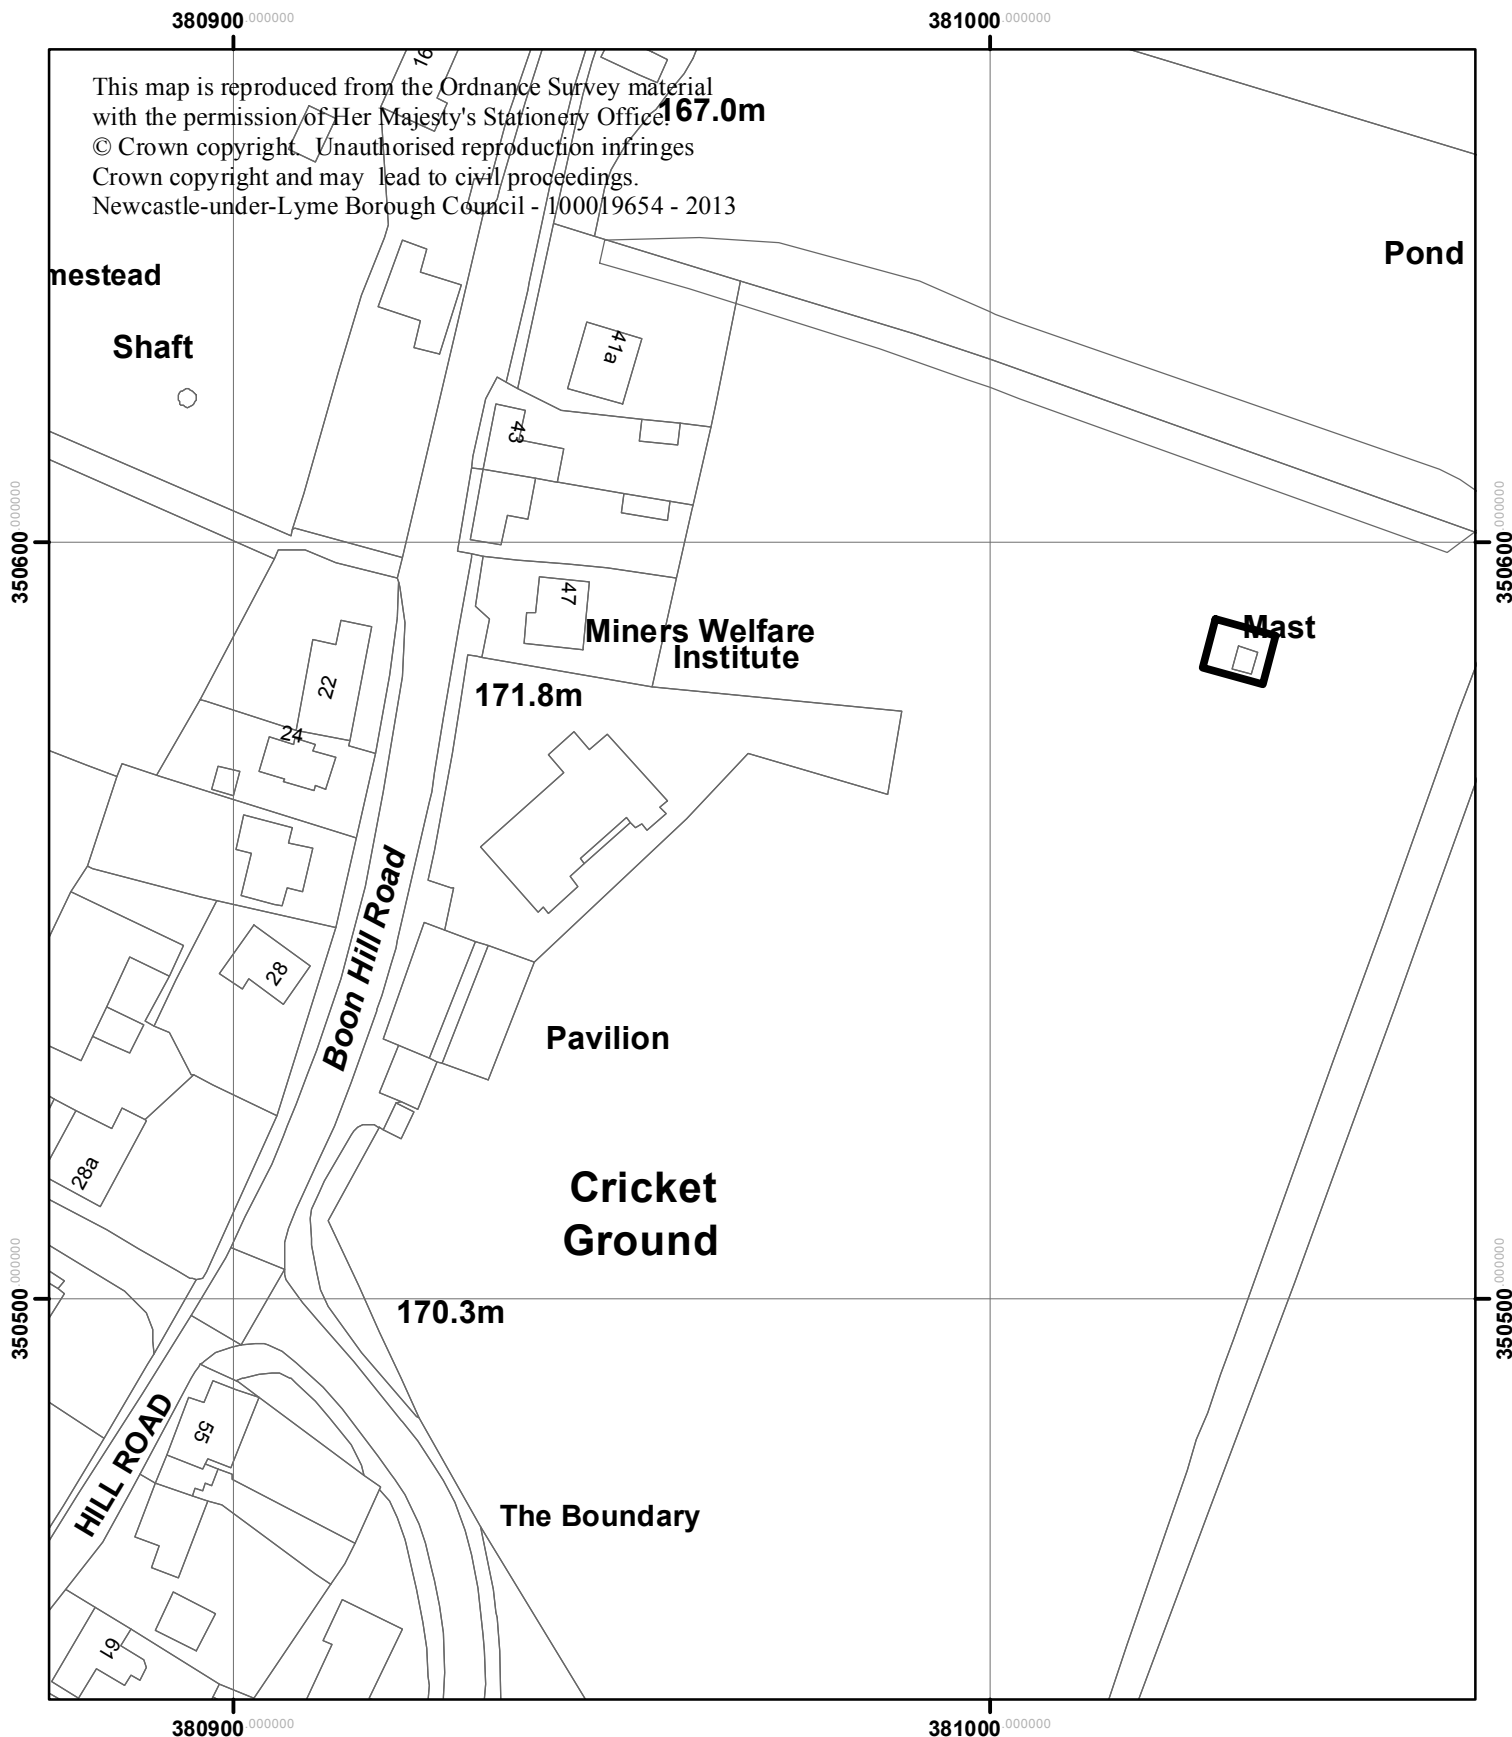 380900.000000 381000.000000
16
This map is reproduced from the Ordnance Survey material
with the permission of Her Majesty's Stationery Office.
© Crown copyright. Unauthorised reproduction infringes
Crown copyright and may lead to civil proceedings.
Newcastle-under-Lyme Borough Council - 100019654 - 2013
167.0m
Pond
mestead
Shaft
41a
43
350600.000000 350600.000000
47
Miners Welfare
Institute
Mast
22
171.8m
24
Boon Hill Road
28
Pavilion
28a
Cricket
Ground
350500.000000 350500.000000
170.3m
HILL ROAD
55
The Boundary
61
380900.000000 381000.000000